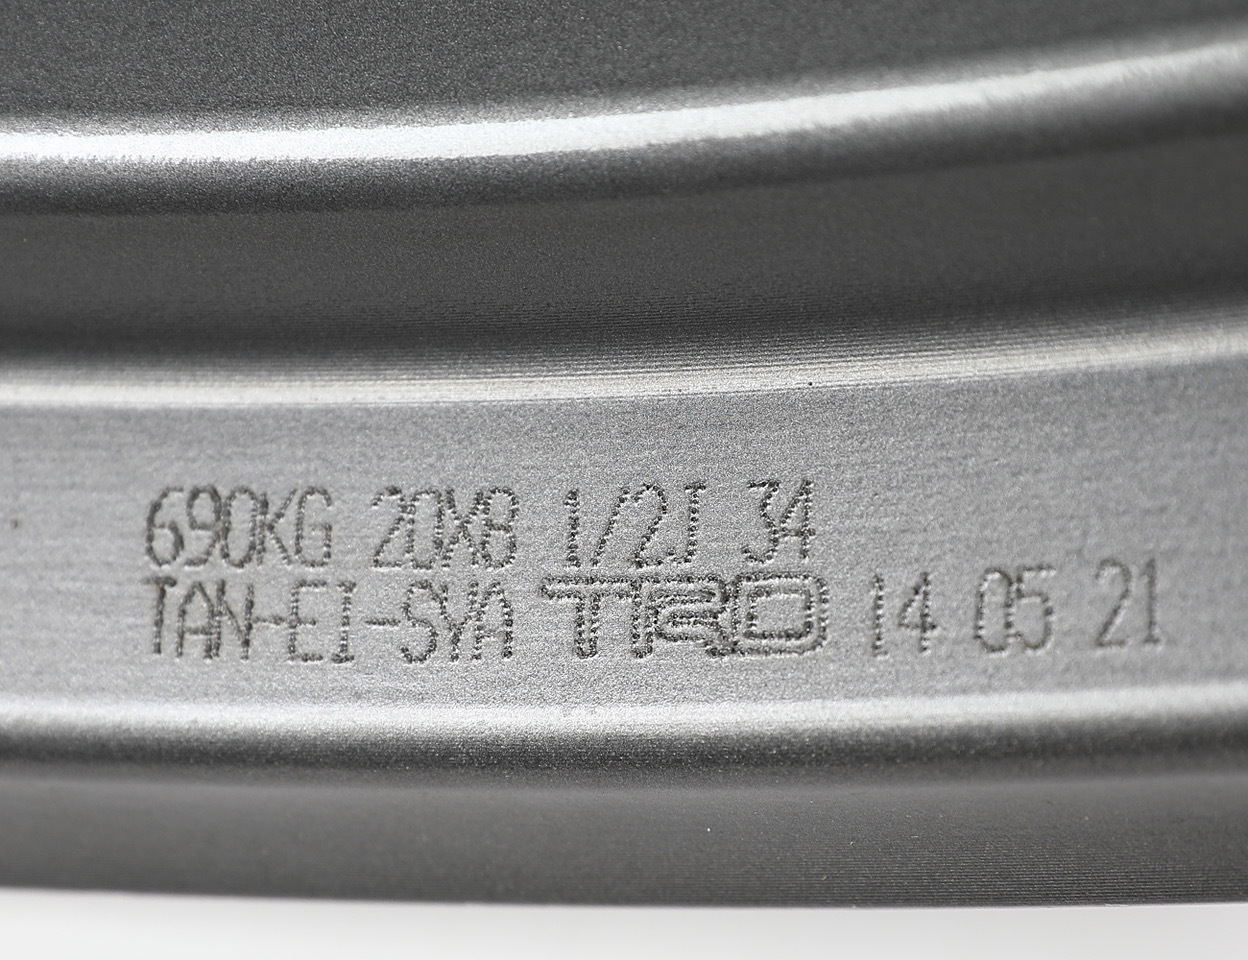 690KG 20X8 1/2J 34
TAN-EI-SYA TRD 14 05 21